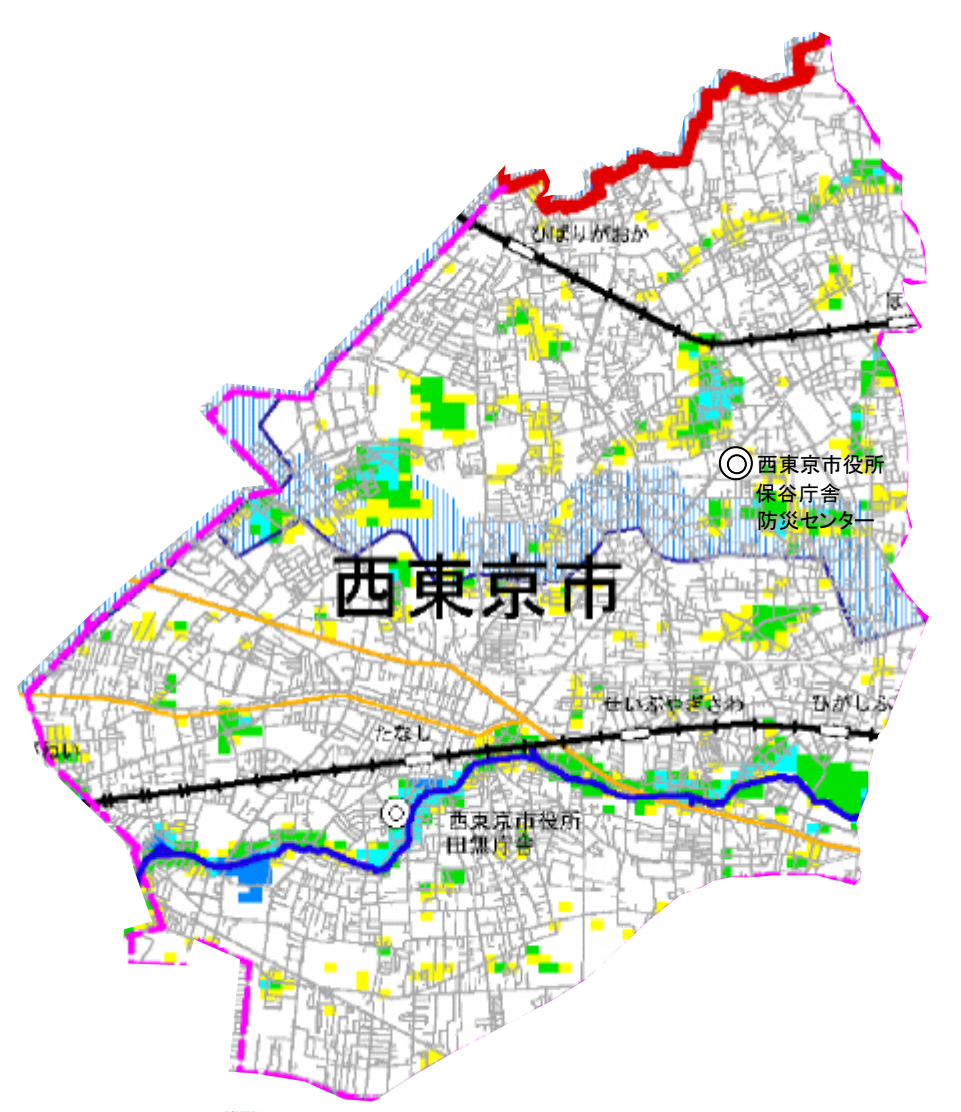 ひばりがおか
ほ
西東京市役所
保谷庁舎
防災センター
西東京市
せいぶやぎさわ
ひがしふ
たなし
西東京市役所
田無庁舎